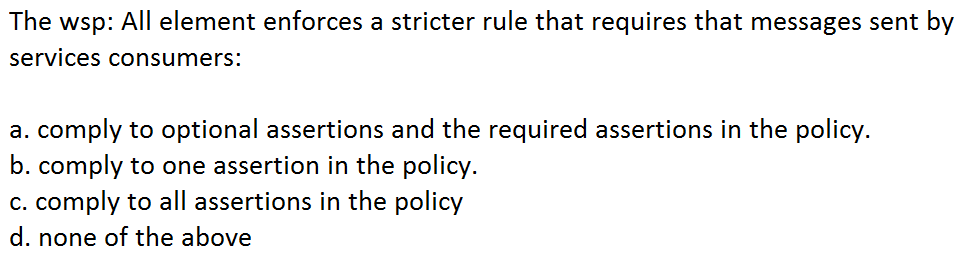 The wsp: All element enforces a stricter rule that requires that messages sent by
services consumers:
a. comply to optional assertions and the required assertions in the policy.
b. comply to one assertion in the policy.
c. comply to all assertions in the policy
d. none of the above